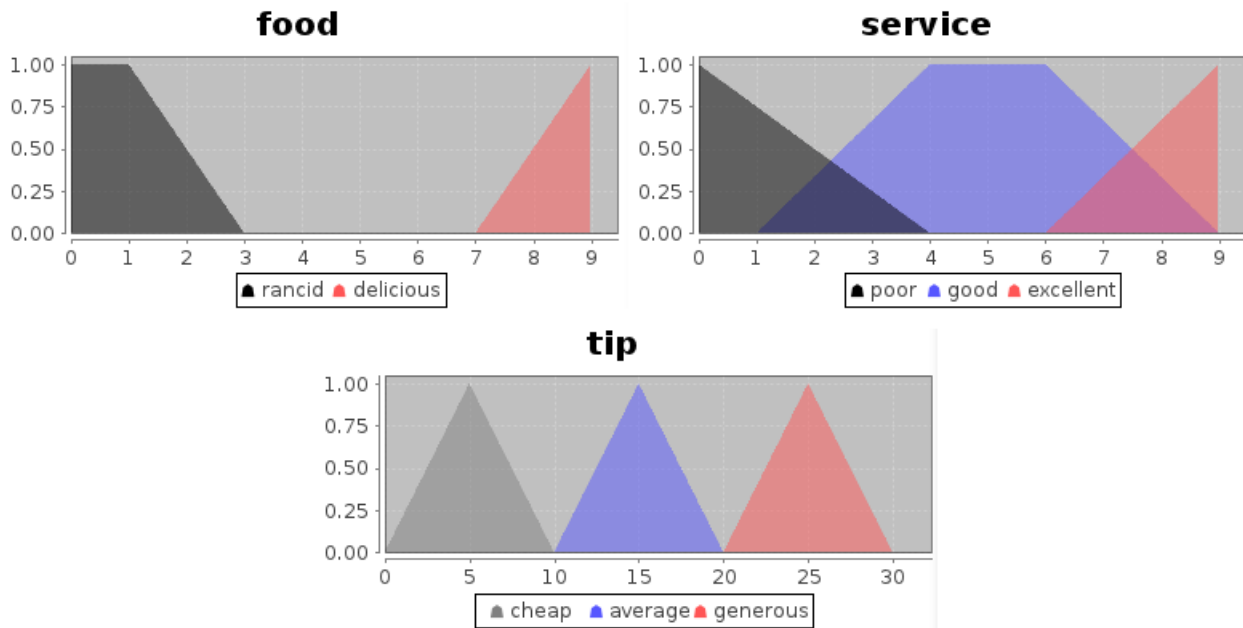 food
1.00
0.75
0.50
0.25
0.00
0 1 2 3 4 5 6 7 8 9
rancid delicious
service
1.00
0.75
0.50
0.25
0.00
0 1 2 3 4 5 6 7 8 9
poor good excellent
tip
1.00
0.75
0.50
0.25
0.00
0 5 10 15 20 25 30
cheap average generous